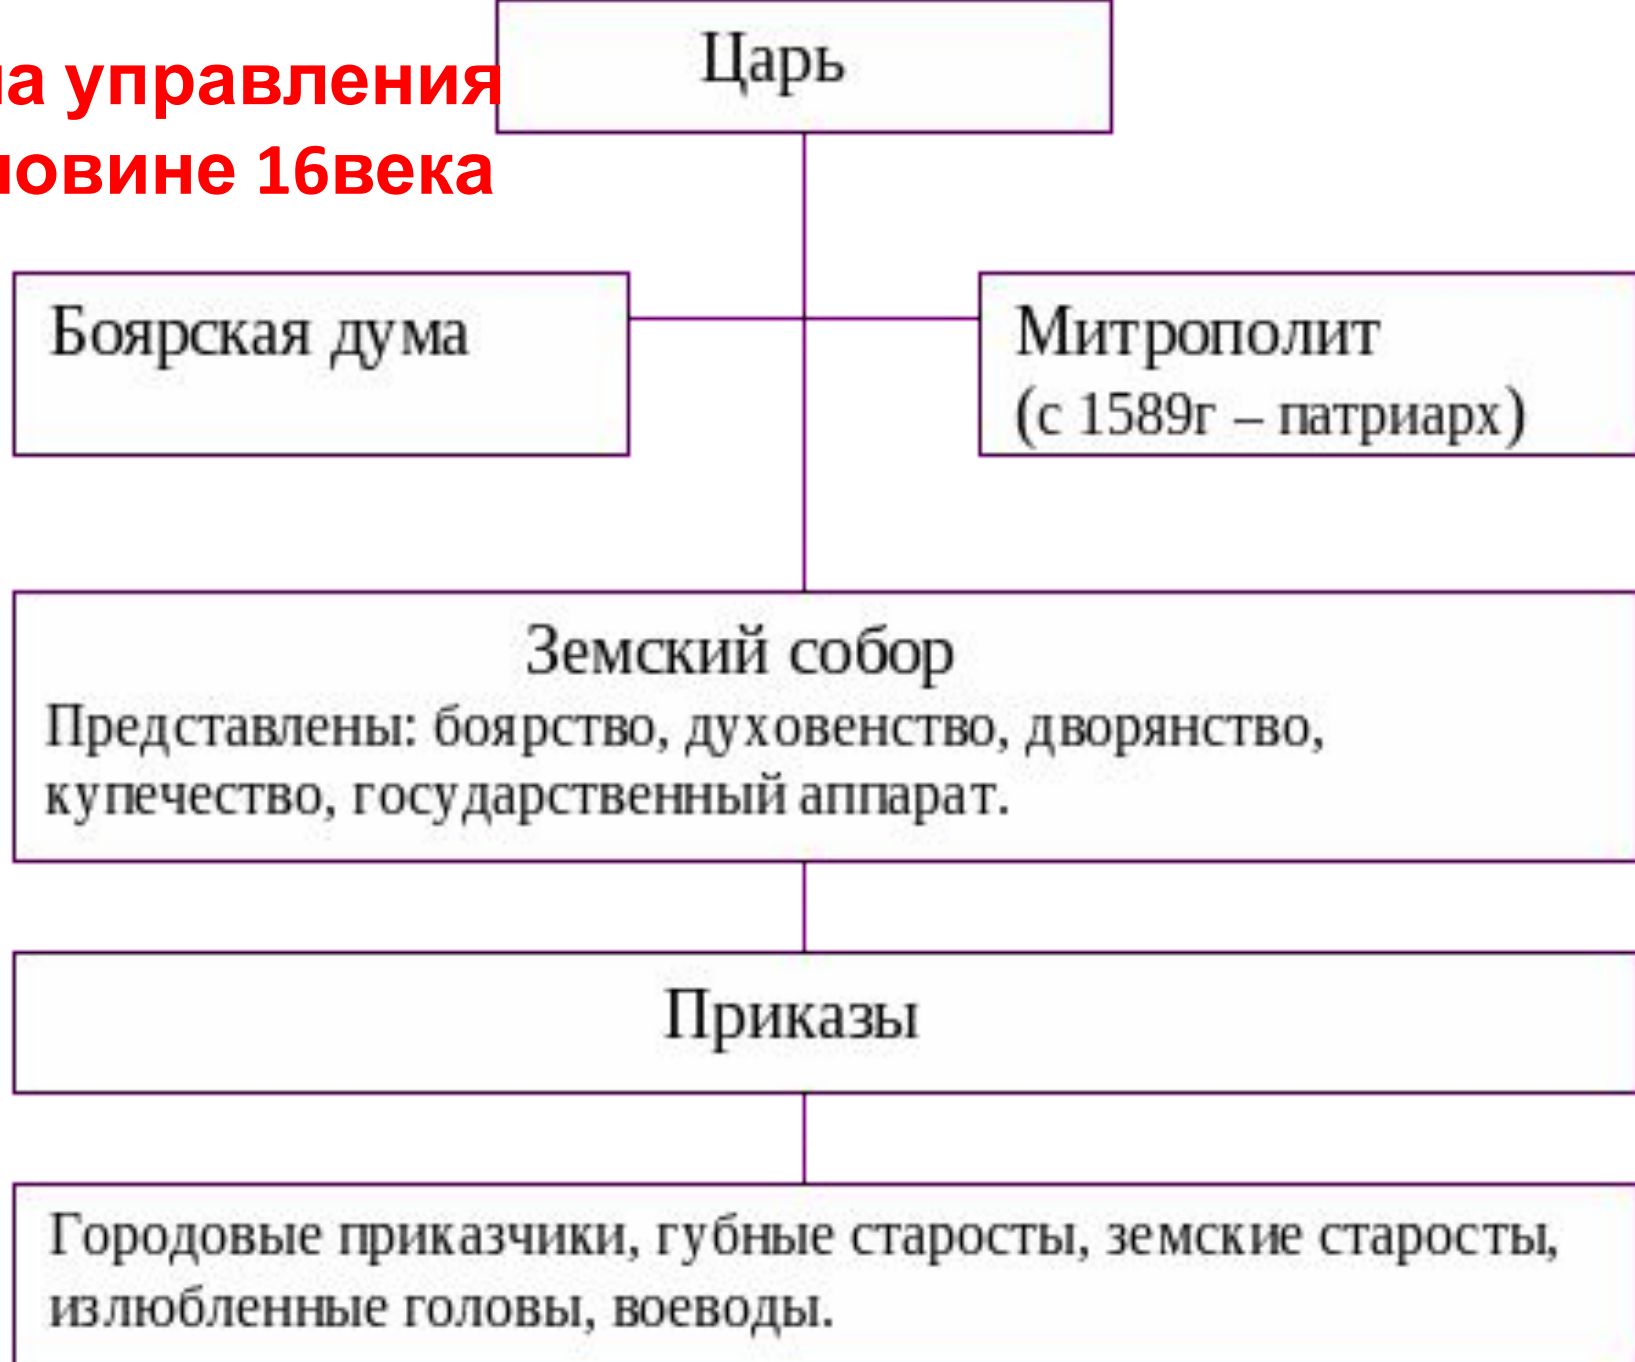 Царь
управления
16века
Боярская дума
Митрополит
(с 1589г – патриарх)
Земский собор
Представлены: боярство, духовенство, дворянство,
купечество, государственный аппарат.
Приказы
Городовые приказчики, губные старосты, земские старосты,
излюбленные головы, воеводы.